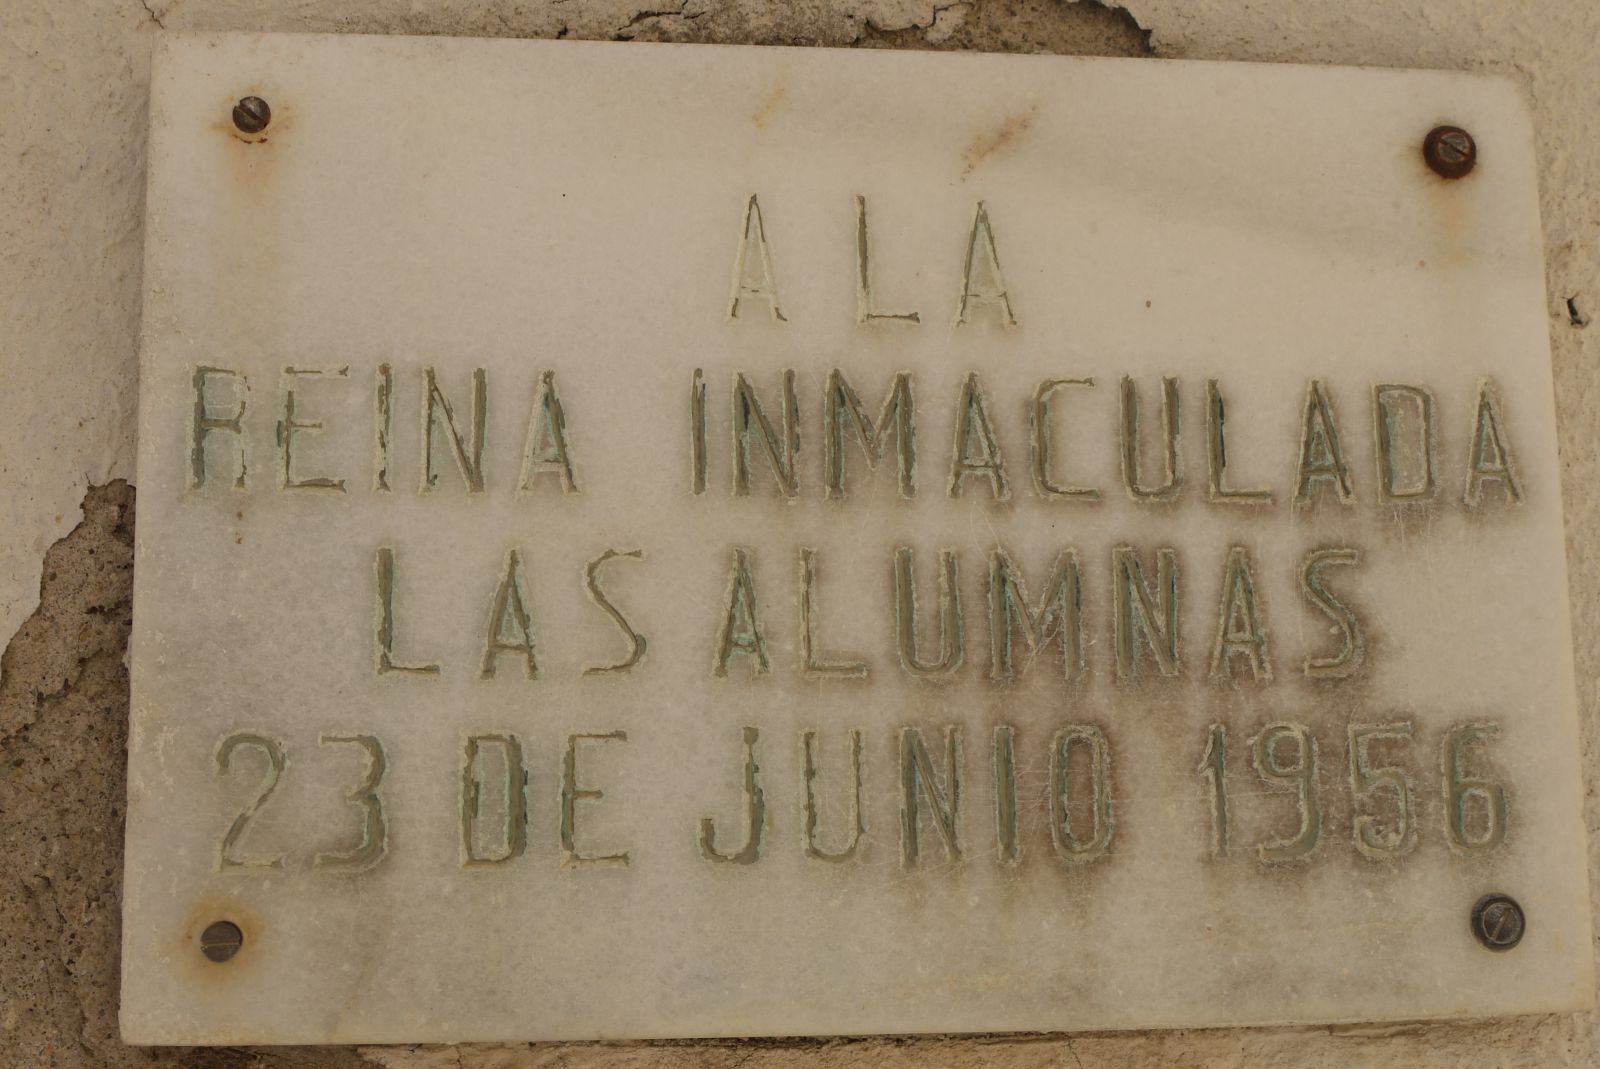 A LA
REINA INMACULADA
LAS ALUMNAS
23 DE JUNIO 1956